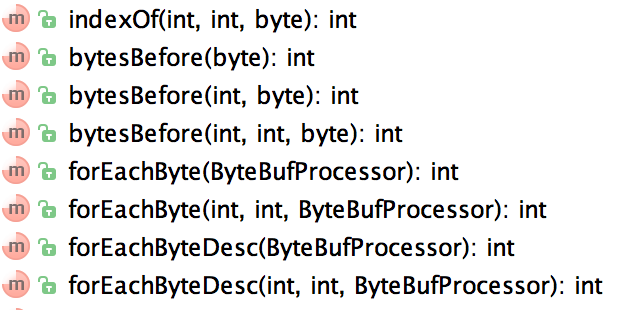 m indexOf(int, int, byte): int
m bytesBefore(byte): int
m bytesBefore(int, byte): int
m bytesBefore(int, int, byte): int
m forEachByte(ByteBufProcessor): int
m forEachByte(int, int, ByteBufProcessor): int
m forEachByteDesc(ByteBufProcessor): int
m forEachByteDesc(int, int, ByteBufProcessor): int